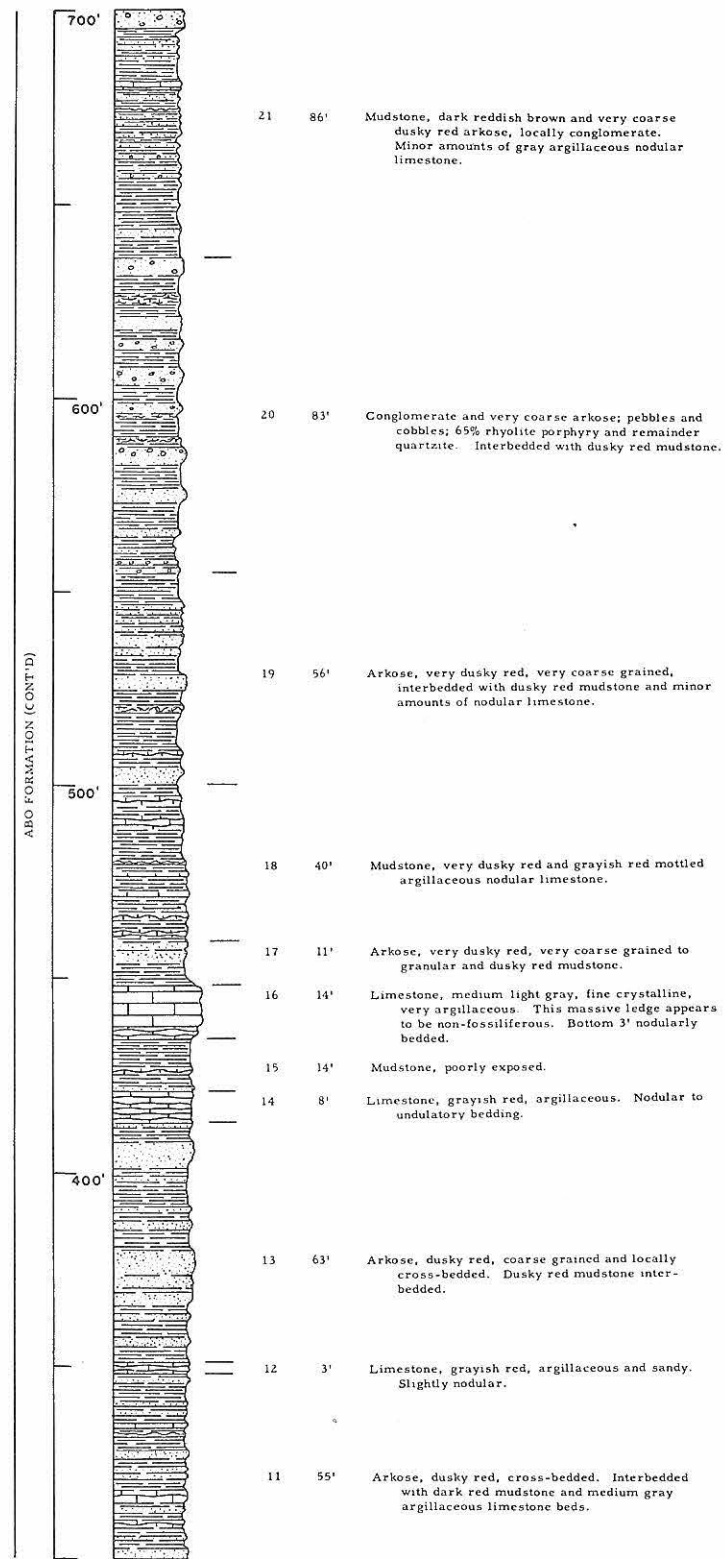 ABO FORMATION (CONT'D)
700'
21 86' Mudstone, dark reddish brown and very coarse
dusky red arkose, locally conglomerate.
Minor amounts of gray argillaceous nodular
limestone.
600'
20 83' Conglomerate and very coarse arkose; pebbles and
cobbles; 65% rhyolite porphyry and remainder
quartzite. Interbedded with dusky red mudstone.
19 56' Arkose, very dusky red, very coarse grained,
interbedded with dusky red mudstone and minor
amounts of nodular limestone.
500'
18 40' Mudstone, very dusky red and grayish red mottled
argillaceous nodular limestone.
17 11' Arkose, very dusky red, very coarse grained to
granular and dusky red mudstone.
16 14' Limestone, medium light gray, fine crystalline,
very argillaceous. This massive ledge appears
to be non-fossiliferous. Bottom 3' nodularly
bedded.
15 14' Mudstone, poorly exposed.
14 8' Limestone, grayish red, argillaceous. Nodular to
undulatory bedding.
400'
13 63' Arkose, dusky red, coarse grained and locally
cross-bedded. Dusky red mudstone inter-
bedded.
12 3' Limestone, grayish red, argillaceous and sandy.
Slightly nodular.
11 55' Arkose, dusky red, cross-bedded. Interbedded
with dark red mudstone and medium gray
argillaceous limestone beds.